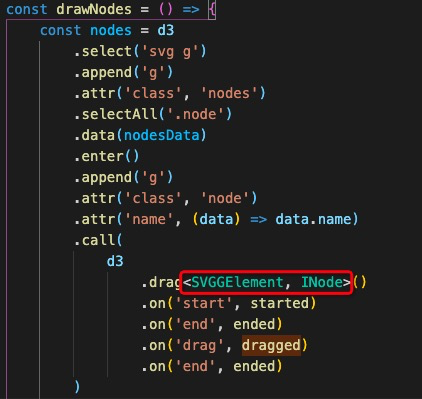 const drawNodes = () => {
const nodes = d3
.select('svg g')
.append('g')
.attr('class', 'nodes')
.selectAll('.node')
.data(nodesData)
.enter()
.append('g')
.attr('class', 'node')
.attr('name', (data) => data.name)
.call(
d3
.drag<SVGGElement, INode>()
.on('start', started)
.on('end', ended)
.on('drag', dragged)
.on('end', ended)
)